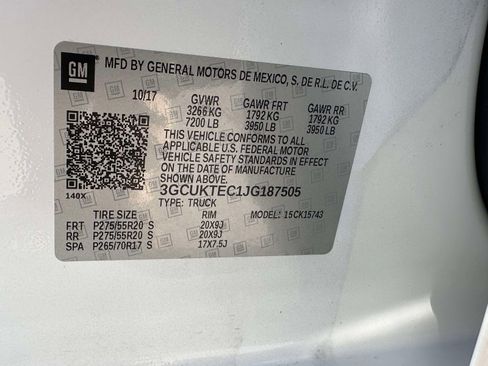 GM
MFD BY GENERAL MOTORS DE MEXICO, S. DE R.L. DE C.V.
10/17 GVWR GAWR FRT GAWR RR
3266 KG 1792 KG 1792 KG
7200 LB 3950 LB 3950 LB
THIS VEHICLE CONFORMS TO ALL
APPLICABLE U.S. FEDERAL MOTOR
VEHICLE SAFETY STANDARDS IN EFFECT
ON THE DATE OF MANUFACTURE
SHOWN ABOVE.
140X 3GCUKTEC1JG187505
TYPE: TRUCK
TIRE SIZE RIM MODEL: 15CK15743
FRT P275/55R20 S 20X9J
RR P275/55R20 S 20X9J
SPA P265/70R17 S 17X7.5J